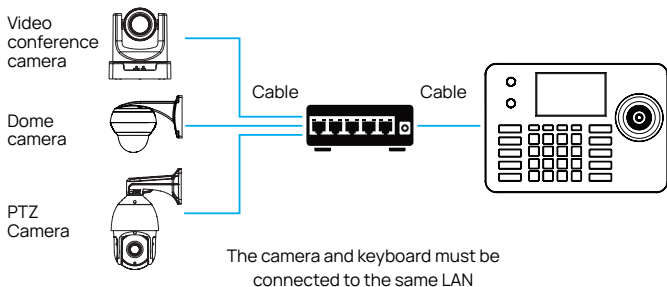 Video
conference
camera
Cable
Cable
Dome
camera
PTZ
Camera
The camera and keyboard must be
connected to the same LAN